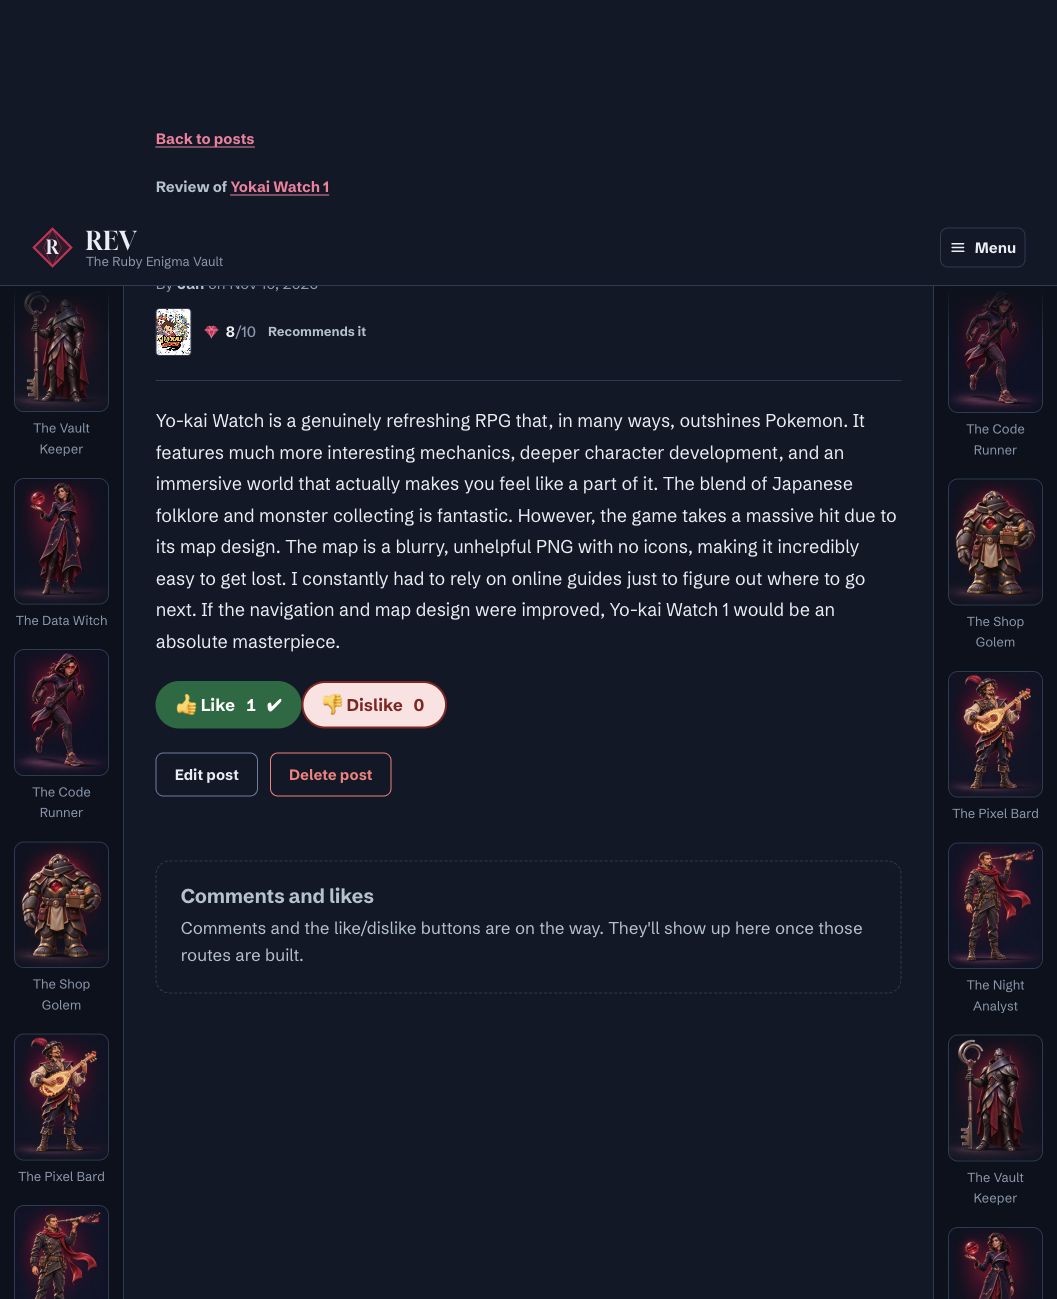 Back to posts
Review of Yokai Watch 1
R
REV
The Ruby Enigma Vault
Menu
By Jan on Nov 10, 2026
8/10 Recommends it
Yo-kai Watch is a genuinely refreshing RPG that, in many ways, outshines Pokemon. It
features much more interesting mechanics, deeper character development, and an
immersive world that actually makes you feel like a part of it. The blend of Japanese
folklore and monster collecting is fantastic. However, the game takes a massive hit due to
its map design. The map is a blurry, unhelpful PNG with no icons, making it incredibly
easy to get lost. I constantly had to rely on online guides just to figure out where to go
next. If the navigation and map design were improved, Yo-kai Watch 1 would be an
absolute masterpiece.
👍 Like 1 ✔
👎 Dislike 0
Edit post
Delete post
Comments and likes
Comments and the like/dislike buttons are on the way. They'll show up here once those
routes are built.
The Vault
Keeper
The Data Witch
The Code
Runner
The Shop
Golem
The Pixel Bard
The Code
Runner
The Shop
Golem
The Pixel Bard
The Night
Analyst
The Vault
Keeper